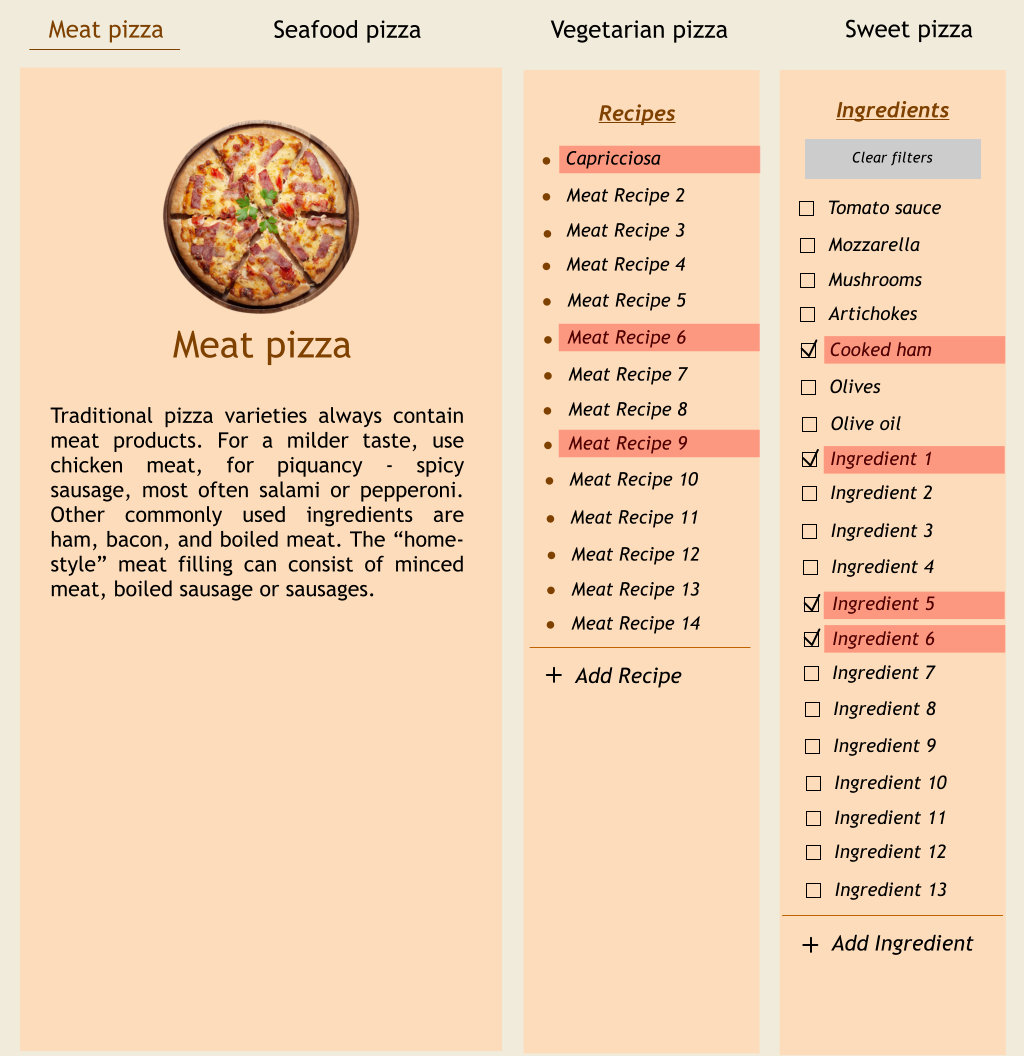 Meat pizza
Seafood pizza
Vegetarian pizza
Sweet pizza
Meat pizza
Traditional pizza varieties always contain
meat products. For a milder taste, use
chicken meat, for piquancy - spicy
sausage, most often salami or pepperoni.
Other commonly used ingredients are
ham, bacon, and boiled meat. The “home-
style” meat filling can consist of minced
meat, boiled sausage or sausages.
Recipes
Capricciosa
Meat Recipe 2
Meat Recipe 3
Meat Recipe 4
Meat Recipe 5
Meat Recipe 6
Meat Recipe 7
Meat Recipe 8
Meat Recipe 9
Meat Recipe 10
Meat Recipe 11
Meat Recipe 12
Meat Recipe 13
Meat Recipe 14
+ Add Recipe
Ingredients
Clear filters
Tomato sauce
Mozzarella
Mushrooms
Artichokes
Cooked ham
Olives
Olive oil
Ingredient 1
Ingredient 2
Ingredient 3
Ingredient 4
Ingredient 5
Ingredient 6
Ingredient 7
Ingredient 8
Ingredient 9
Ingredient 10
Ingredient 11
Ingredient 12
Ingredient 13
+ Add Ingredient